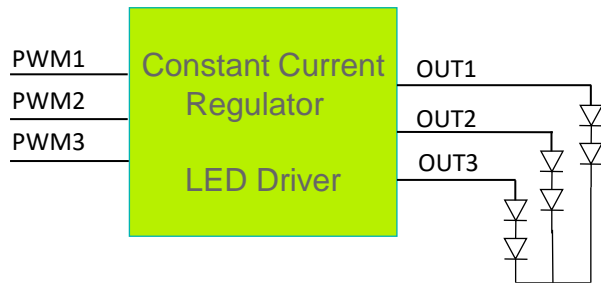 PWM1
PWM2
PWM3
Constant Current
Regulator
LED Driver
OUT1
OUT2
OUT3